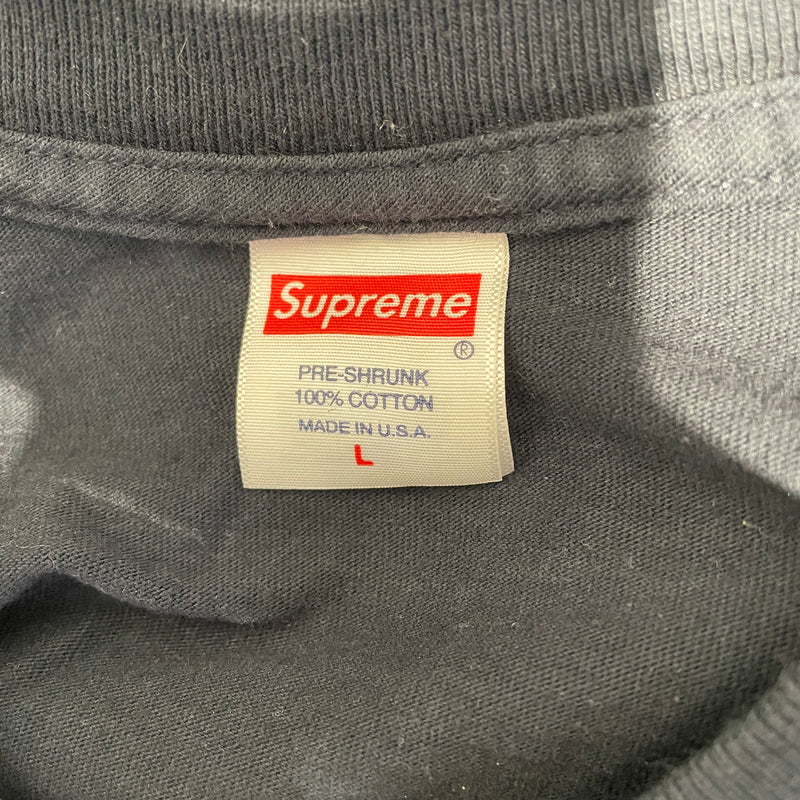 Supreme
®
PRE-SHRUNK
100% COTTON
MADE IN U.S.A.
L